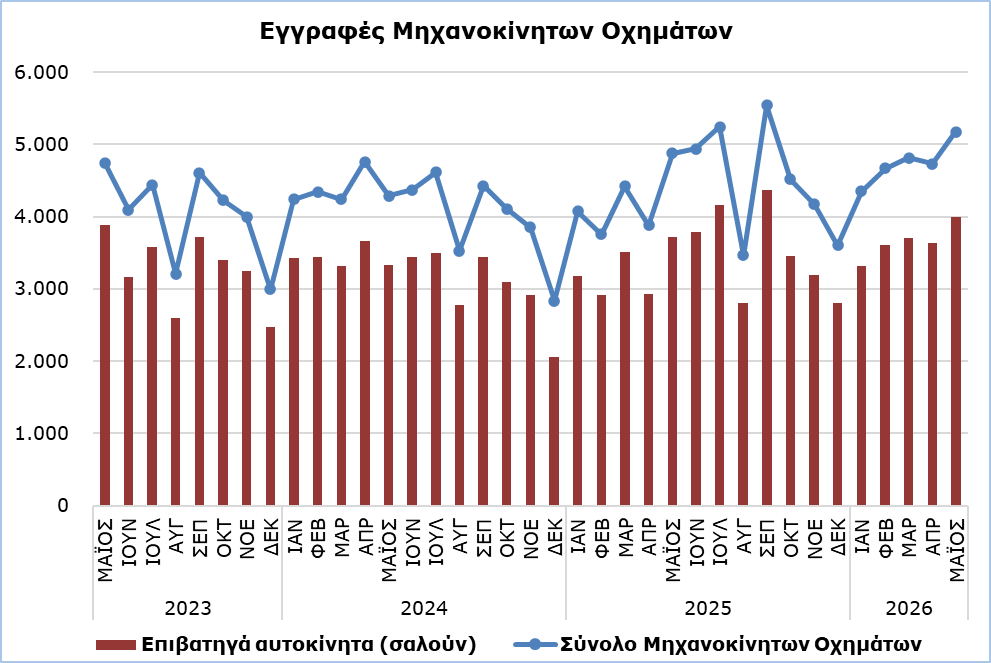 Εγγραφές Μηχανοκίνητων Οχημάτων
6.000
5.000
4.000
3.000
2.000
1.000
0
ΜΑΪΟΣ ΙΟΥΝ ΙΟΥΛ ΑΥΓ ΣΕΠ ΟΚΤ ΝΟΕ ΔΕΚ ΙΑΝ ΦΕΒ ΜΑΡ ΑΠΡ ΜΑΪΟΣ ΙΟΥΝ ΙΟΥΛ ΑΥΓ ΣΕΠ ΟΚΤ ΝΟΕ ΔΕΚ ΙΑΝ ΦΕΒ ΜΑΡ ΑΠΡ ΜΑΪΟΣ ΙΟΥΝ ΙΟΥΛ ΑΥΓ ΣΕΠ ΟΚΤ ΝΟΕ ΔΕΚ ΙΑΝ ΦΕΒ ΜΑΡ ΑΠΡ ΜΑΪΟΣ
2023 2024 2025 2026
Επιβατηγά αυτοκίνητα (σαλούν) Σύνολο Μηχανοκίνητων Οχημάτων